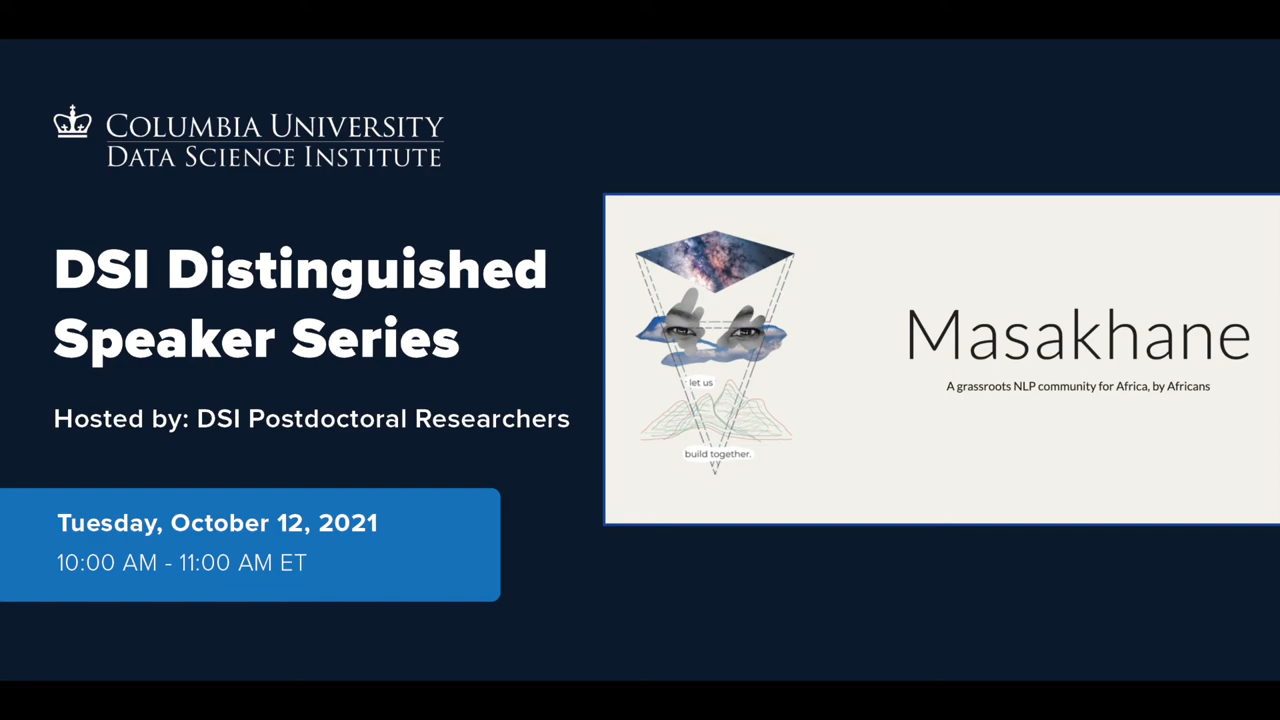 COLUMBIA UNIVERSITY
DATA SCIENCE INSTITUTE
DSI Distinguished
Speaker Series
Hosted by: DSI Postdoctoral Researchers
Tuesday, October 12, 2021
10:00 AM - 11:00 AM ET
let us
build together.
Masakhane
A grassroots NLP community for Africa, by Africans